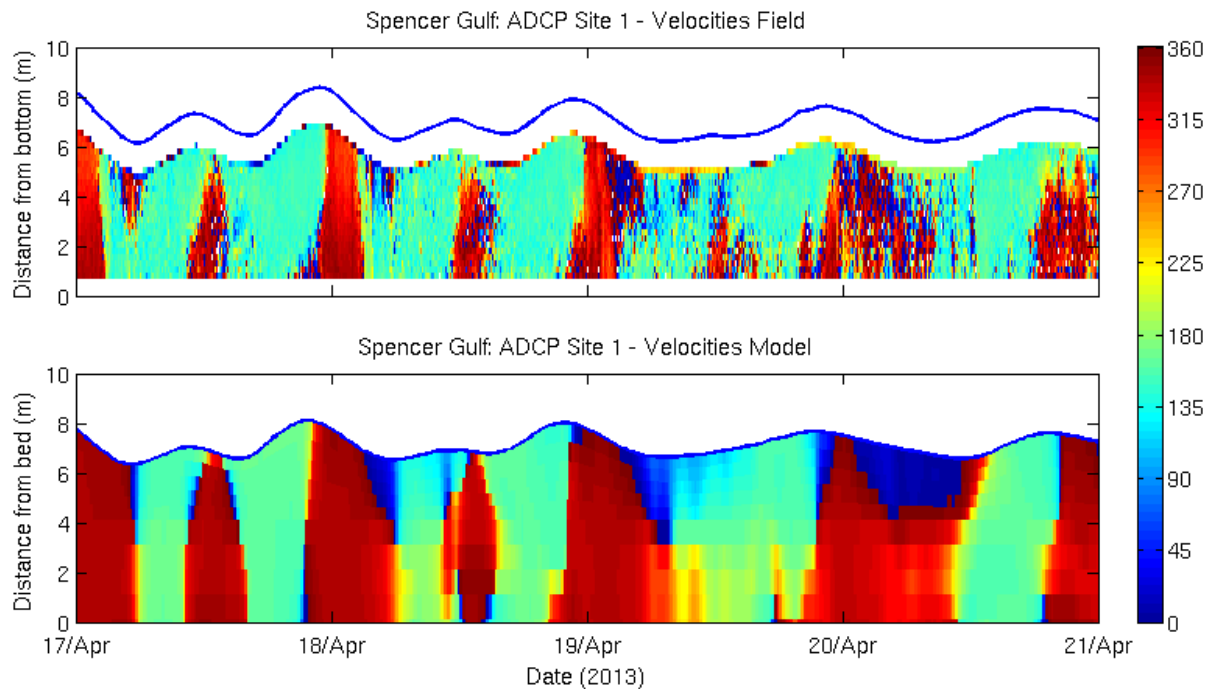 Spencer Gulf: ADCP Site 1 - Velocities Field
Distance from bottom (m)
10
8
6
4
2
0
360
315
270
225
180
135
90
45
0
Spencer Gulf: ADCP Site 1 - Velocities Model
Distance from bed (m)
10
8
6
4
2
0
17/Apr
18/Apr
19/Apr
20/Apr
21/Apr
Date (2013)